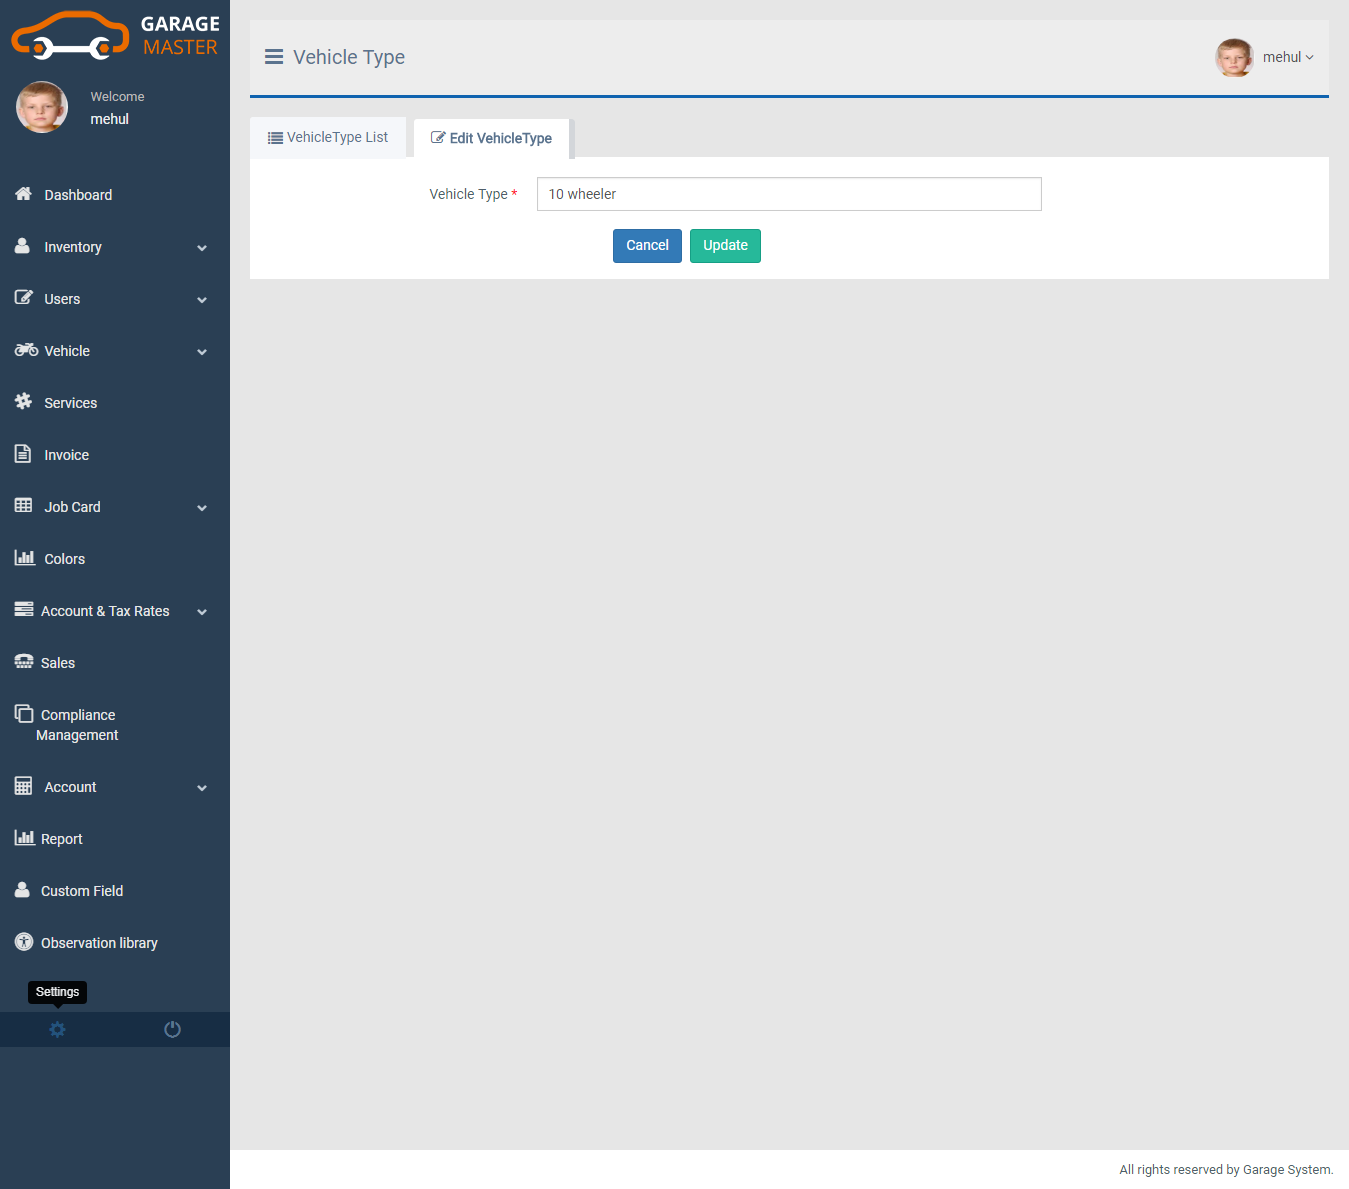 GARAGE
MASTER
Welcome
mehul
Dashboard
Inventory
Users
Vehicle
Services
Invoice
Job Card
Colors
Account & Tax Rates
Sales
Compliance
Management
Account
Report
Custom Field
Observation library
Settings
Vehicle Type
mehul
VehicleType List
Edit VehicleType
Vehicle Type *
10 wheeler
Cancel
Update
All rights reserved by Garage System.